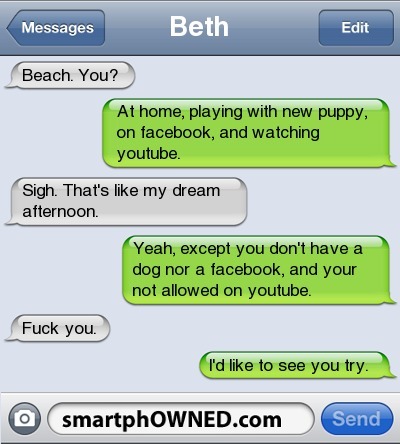 Messages
Beth
Edit
Beach. You?
At home, playing with new puppy,
on facebook, and watching
youtube.
Sigh. That's like my dream
afternoon.
Yeah, except you don't have a
dog nor a facebook, and your
not allowed on youtube.
Fuck you.
I'd like to see you try.
smartphOWNED.com
Send